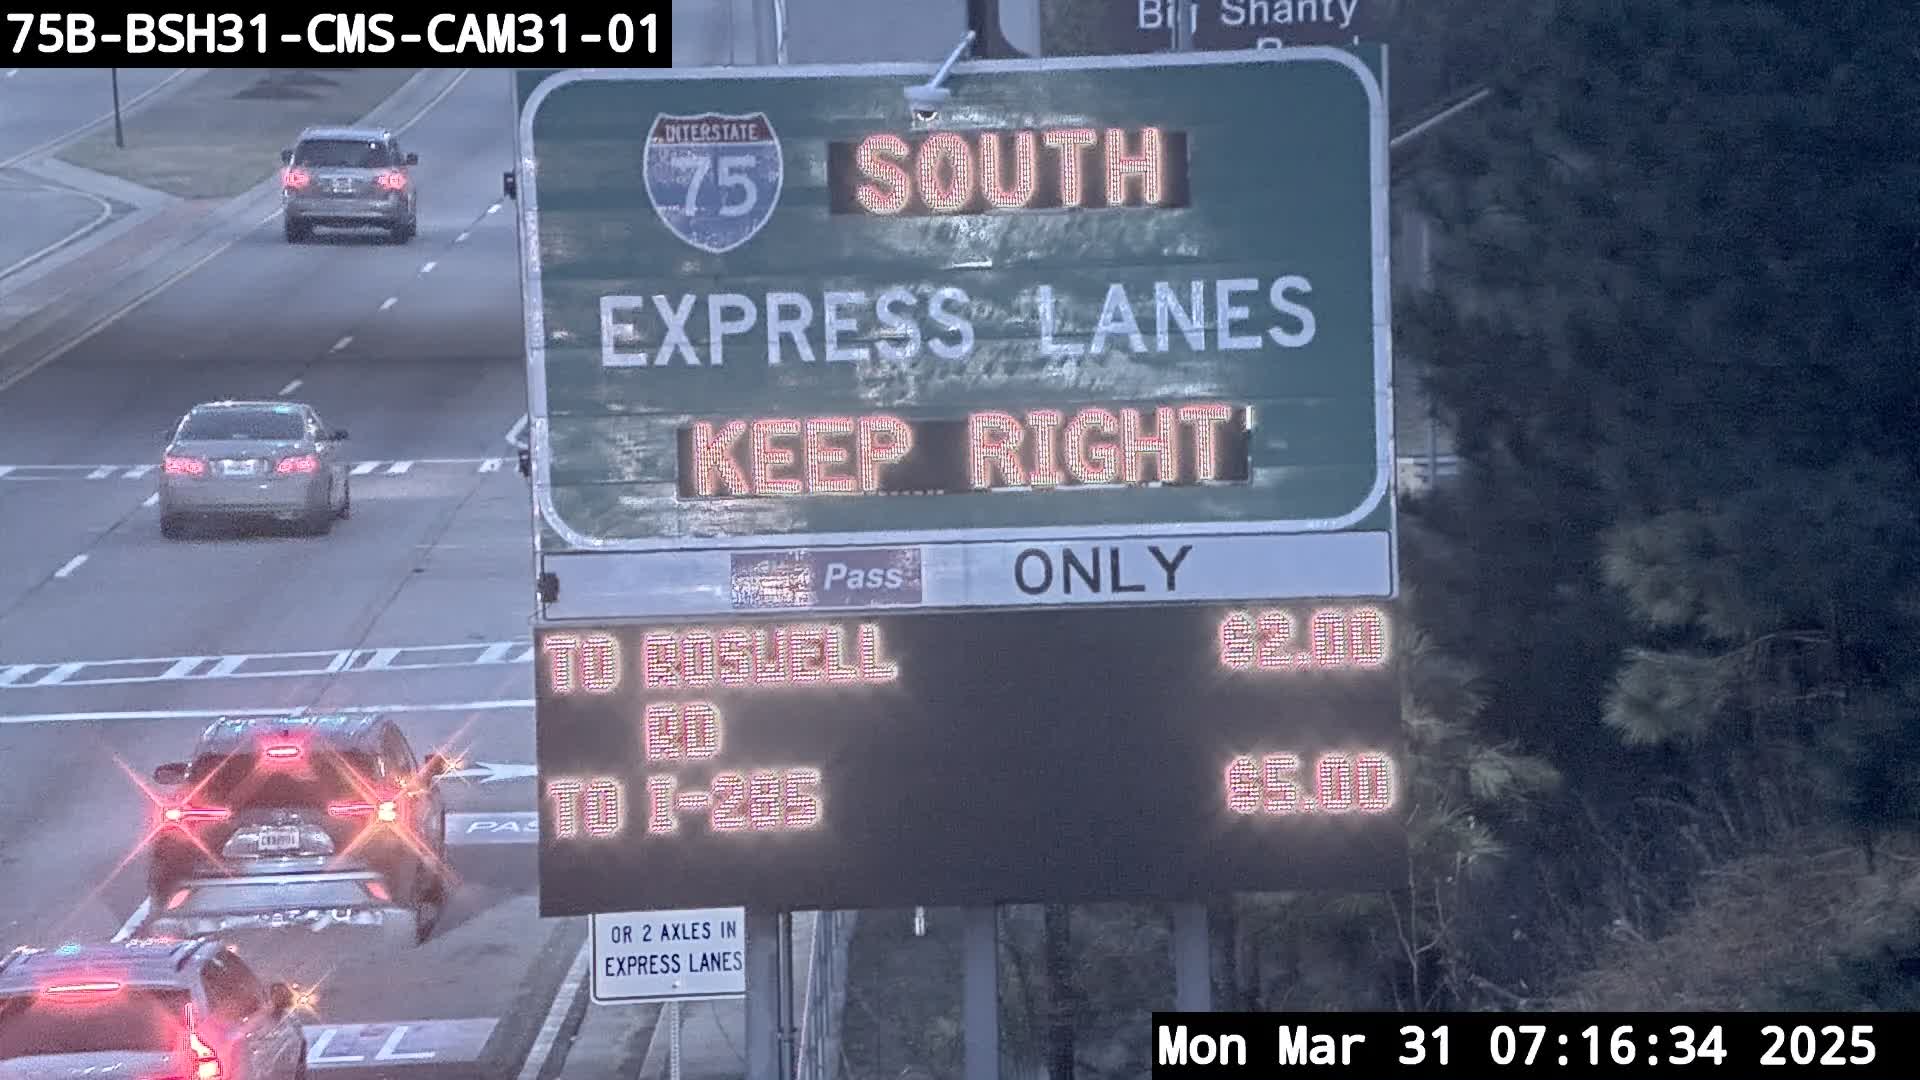 75B-BSH31-CMS-CAM31-01
Big Shanty
INTERSTATE
75
SOUTH
EXPRESS LANES
KEEP RIGHT
Pass ONLY
TO ROSWELL $2.00
RD
TO I-285 $5.00
OR 2 AXLES IN
EXPRESS LANES
Mon Mar 31 07:16:34 2025